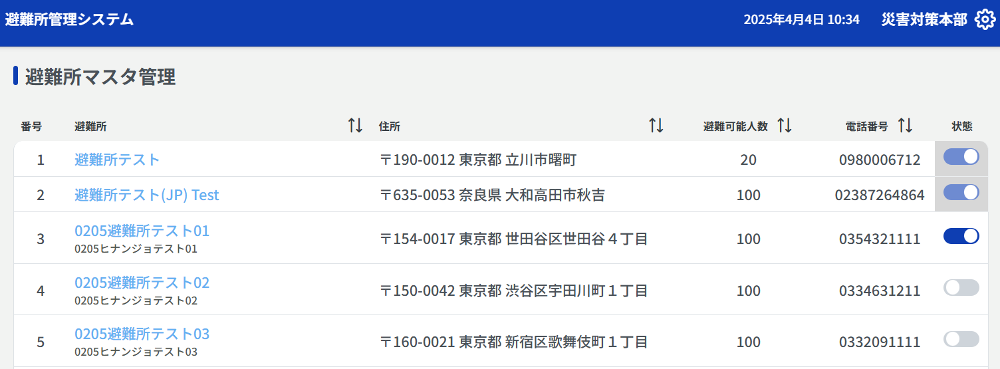 避難所管理システム 2025年4月4日 10:34 災害対策本部
避難所マスタ管理
番号 避難所 住所 避難可能人数 電話番号 状態
1 避難所テスト 〒190-0012 東京都 立川市曙町 20 0980006712
2 避難所テスト(JP) Test 〒635-0053 奈良県 大和高田市秋吉 100 02387264864
3 0205避難所テスト01 〒154-0017 東京都 世田谷区世田谷４丁目 100 0354321111
0205ヒナンジョテスト01
4 0205避難所テスト02 〒150-0042 東京都 渋谷区宇田川町１丁目 100 0334631211
0205ヒナンジョテスト02
5 0205避難所テスト03 〒160-0021 東京都 新宿区歌舞伎町１丁目 100 0332091111
0205ヒナンジョテスト03